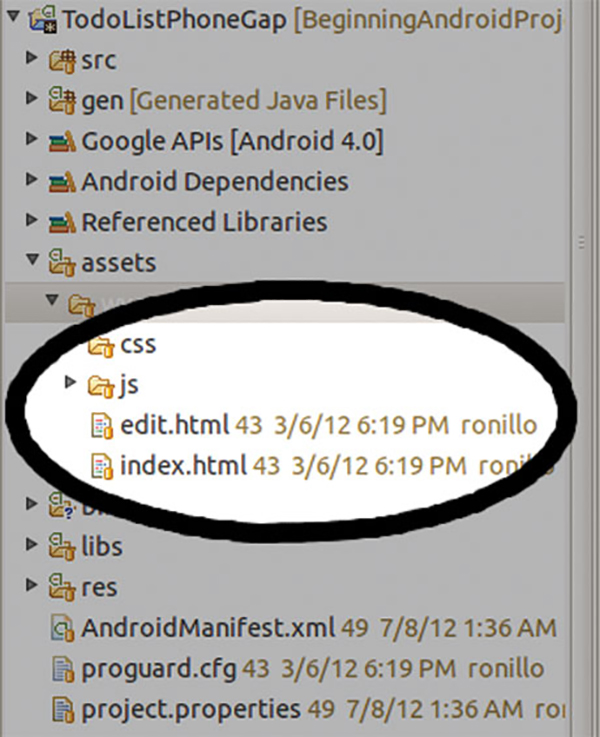 TodoListPhoneGap [BeginningAndroidProj
src
gen [Generated Java Files]
Google APIs [Android 4.0]
Android Dependencies
Referenced Libraries
assets
css
js
edit.html 43 3/6/12 6:19 PM ronillo
index.html 43 3/6/12 6:19 PM ronillo
libs
res
AndroidManifest.xml 49 7/8/12 1:36 AM
proguard.cfg 43 3/6/12 6:19 PM ronillo
project.properties 49 7/8/12 1:36 AM ro